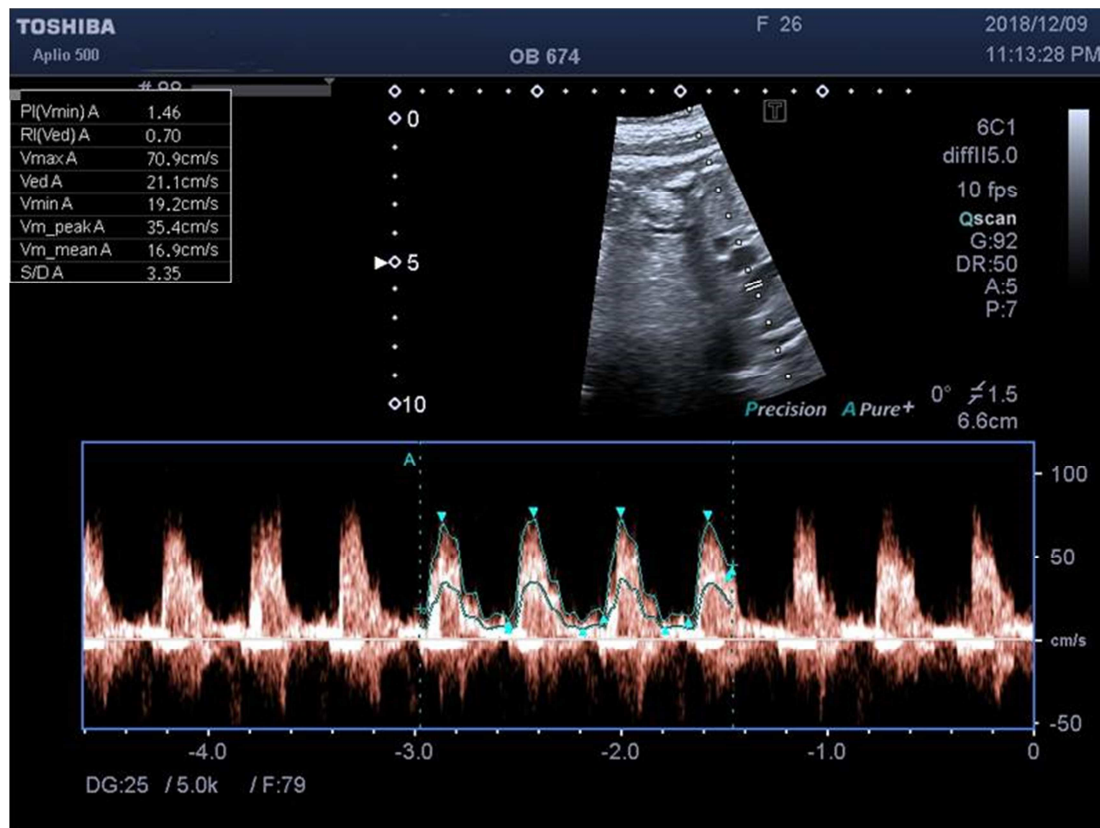 TOSHIBA F 26 2018/12/09
Aplio 500 OB 674 11:13:28 PM
PI(Vmin) A 1.46
RI(Ved) A 0.70
Vmax A 70.9cm/s
Ved A 21.1cm/s
Vmin A 19.2cm/s
Vm_peak A 35.4cm/s
Vm_mean A 16.9cm/s
S/D A 3.35
0
T
5
10
6C1
diffII5.0
10 fps
Qscan
G:92
DR:50
A:5
P:7
0° 1.5
6.6cm
Precision A Pure+
A
100
50
cm/s
-50
-4.0 -3.0 -2.0 -1.0 0
DG:25 / 5.0k / F:79